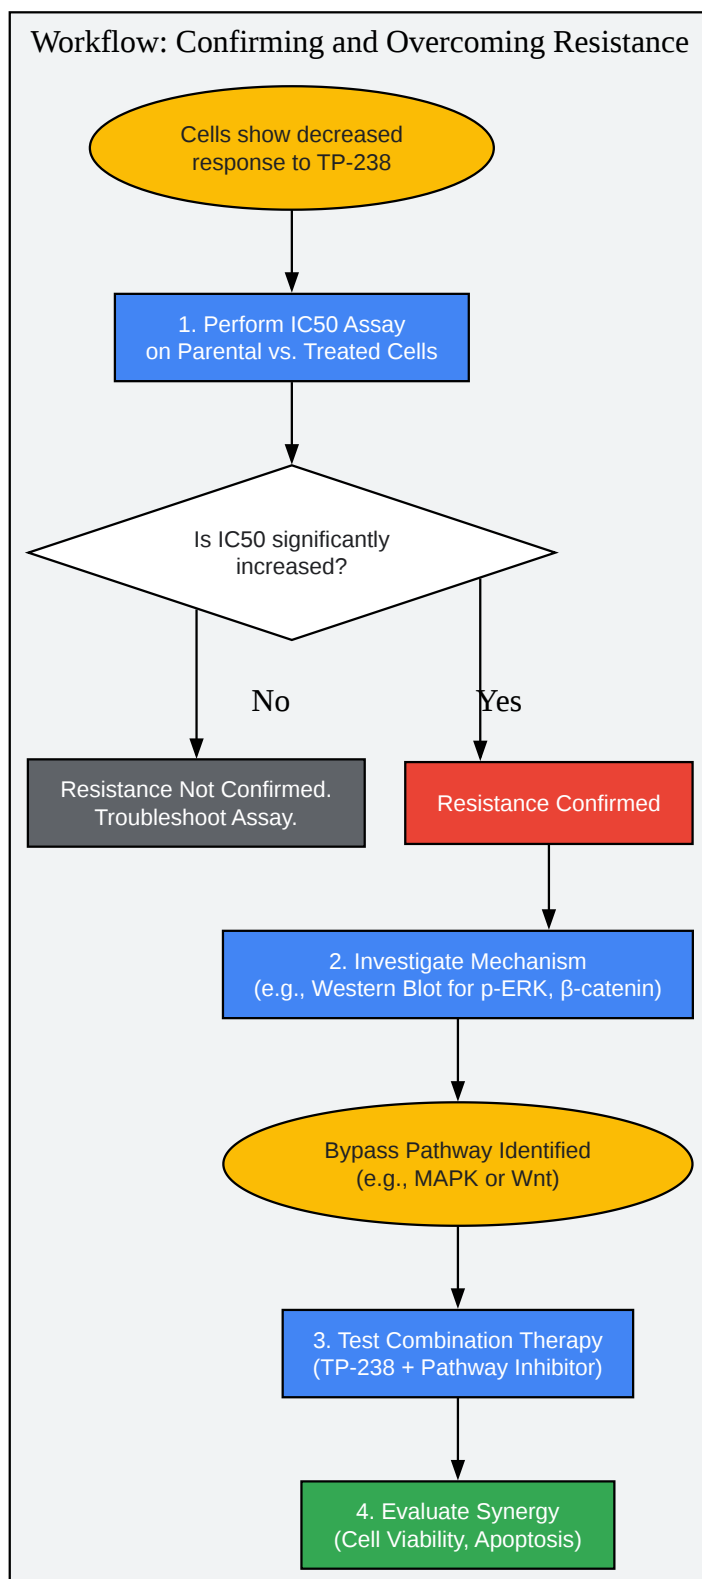 Workflow: Confirming and Overcoming Resistance
Cells show decreased
response to TP-238
1. Perform IC50 Assay
on Parental vs. Treated Cells
Is IC50 significantly
increased?
No
Yes
Resistance Not Confirmed.
Troubleshoot Assay.
Resistance Confirmed
2. Investigate Mechanism
(e.g., Western Blot for p-ERK, β-catenin)
Bypass Pathway Identified
(e.g., MAPK or Wnt)
3. Test Combination Therapy
(TP-238 + Pathway Inhibitor)
4. Evaluate Synergy
(Cell Viability, Apoptosis)